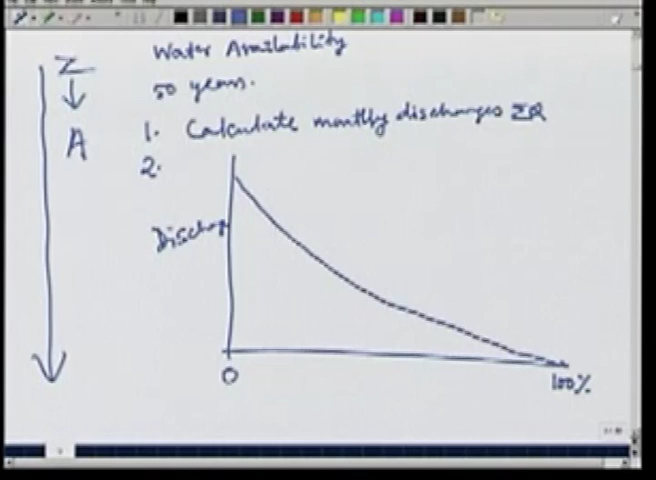 Z
A
Water Availability
50 years.
1. Calculate monthly discharges ΣQ
2.
Discharge
0
100%